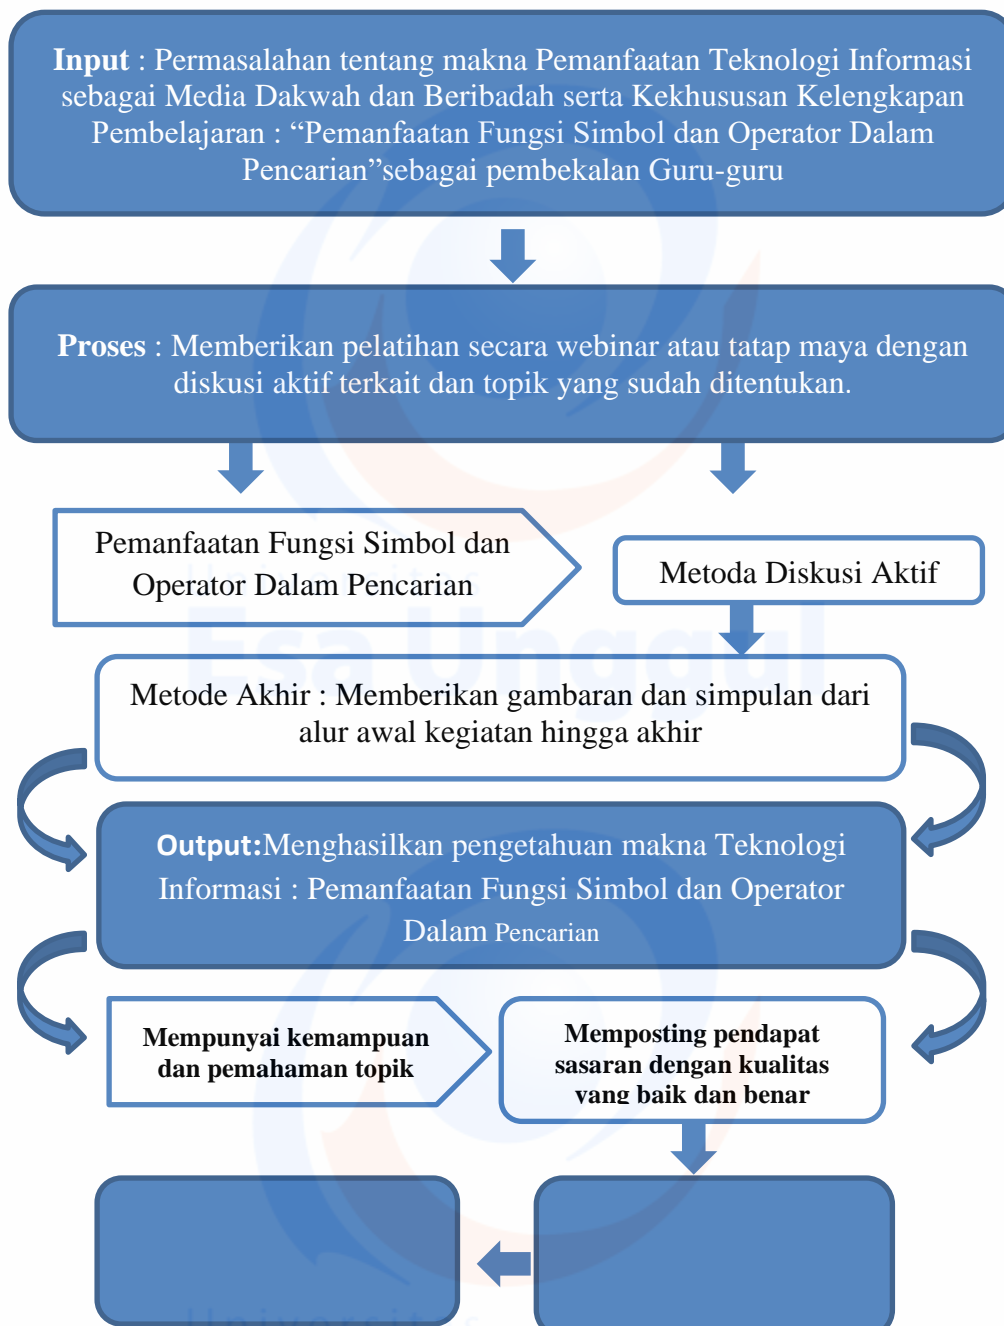 Input : Permasalahan tentang makna Pemanfaatan Teknologi Informasi
sebagai Media Dakwah dan Beribadah serta Kekhususan Kelengkapan
Pembelajaran : “Pemanfaatan Fungsi Simbol dan Operator Dalam
Pencarian”sebagai pembekalan Guru-guru
Proses : Memberikan pelatihan secara webinar atau tatap maya dengan
diskusi aktif terkait dan topik yang sudah ditentukan.
Pemanfaatan Fungsi Simbol dan
Operator Dalam Pencarian
Metoda Diskusi Aktif
Universitas
Esa Unggul
Metode Akhir : Memberikan gambaran dan simpulan dari
alur awal kegiatan hingga akhir
Output:Menghasilkan pengetahuan makna Teknologi
Informasi : Pemanfaatan Fungsi Simbol dan Operator
Dalam Pencarian
Mempunyai kemampuan
dan pemahaman topik
Memposting pendapat
sasaran dengan kualitas
yang baik dan benar
Universitas